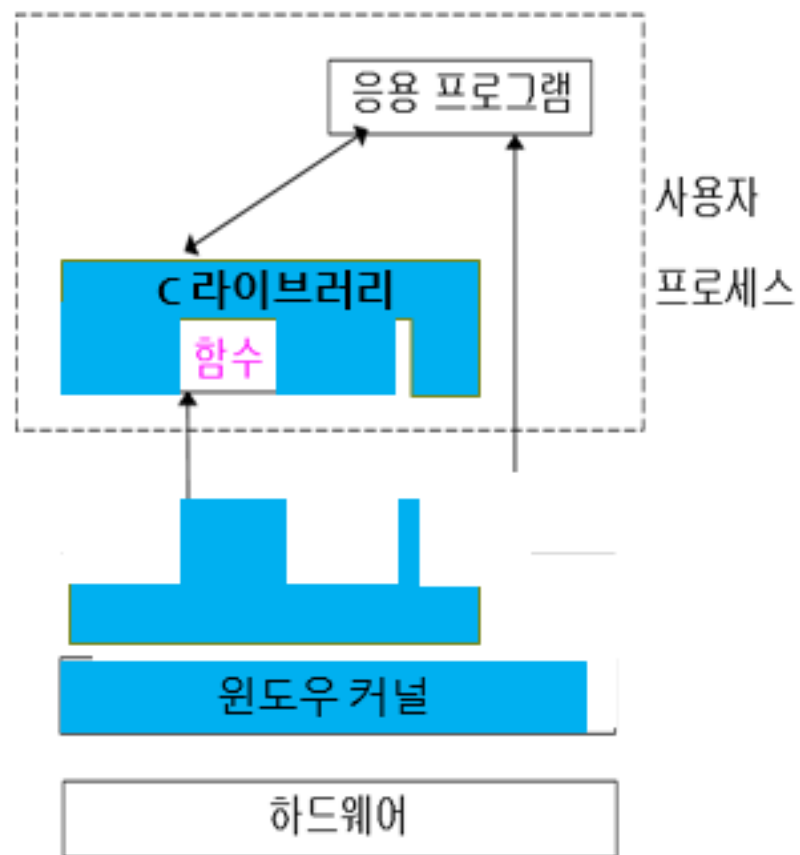 응용 프로그램
사용자
프로세스
C 라이브러리
함수
윈도우 커널
하드웨어